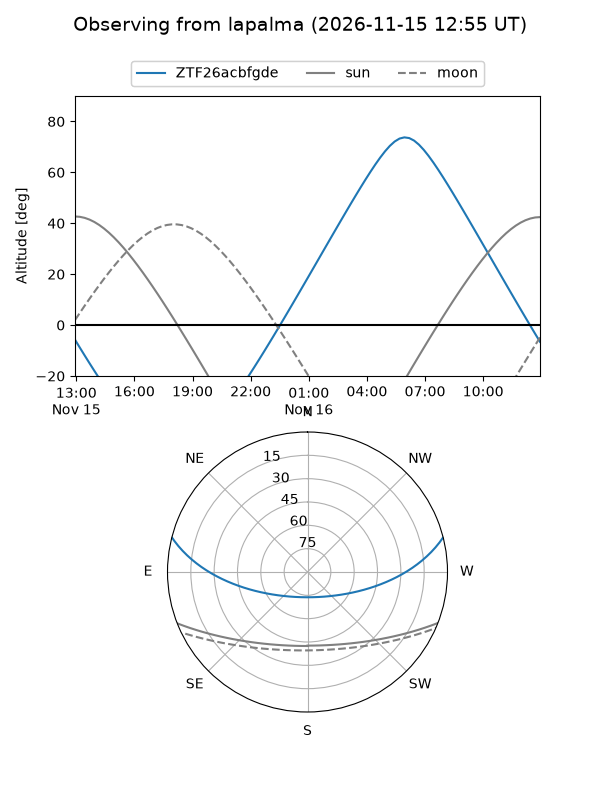 Observing from lapalma (2026-11-15 12:55 UT)
ZTF26acbfgde sun moon
Altitude [deg]
80
60
40
20
0
−20
13:00 16:00 19:00 22:00 01:00 04:00 07:00 10:00
Nov 15 Nov 16
N
NE NW
15
30
45
60
75
E W
SE SW
S